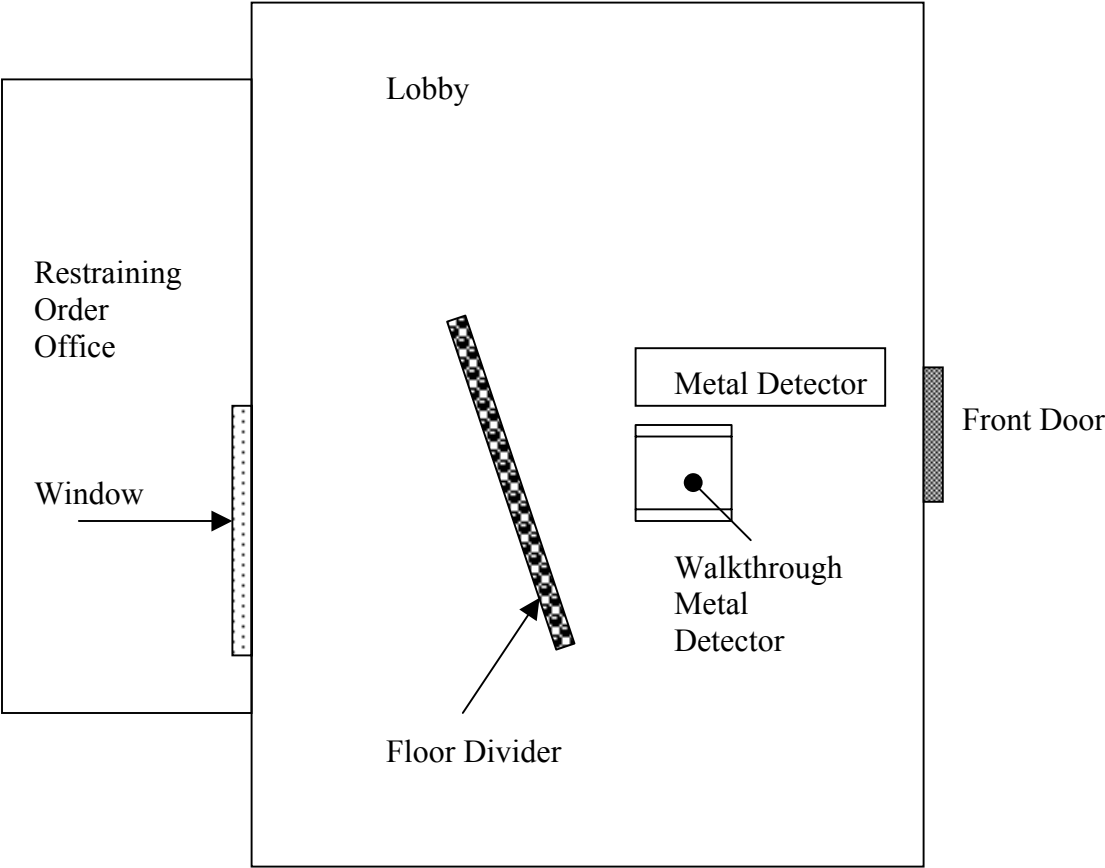 Lobby
Restraining
Order
Office
Metal Detector
Front Door
Window
Walkthrough
Metal
Detector
Floor Divider